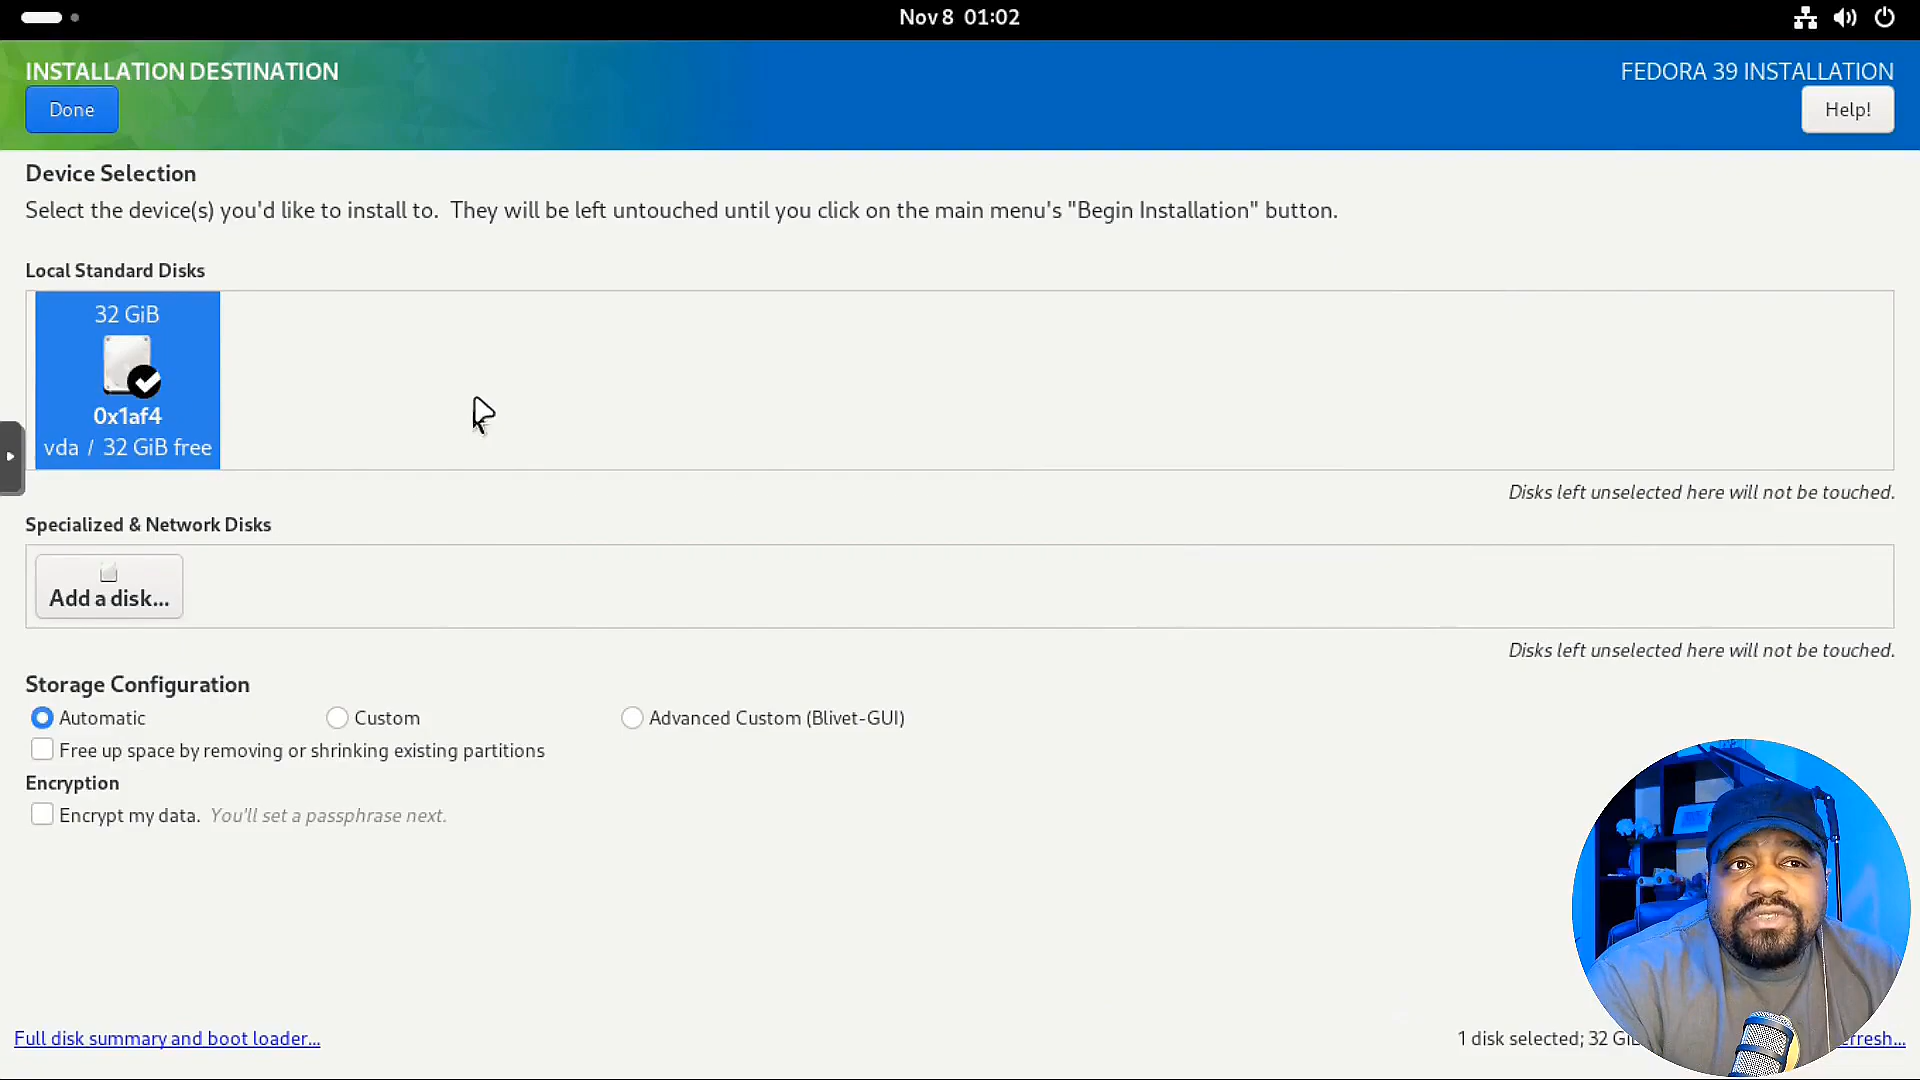 Nov 8 01:02
INSTALLATION DESTINATION
FEDORA 39 INSTALLATION
Done
Help!
Device Selection
Select the device(s) you'd like to install to. They will be left untouched until you click on the main menu's "Begin Installation" button.
Local Standard Disks
32 GiB
0x1af4
vda / 32 GiB free
Disks left unselected here will not be touched.
Specialized & Network Disks
Add a disk...
Disks left unselected here will not be touched.
Storage Configuration
Automatic
Custom
Advanced Custom (Blivet-GUI)
Free up space by removing or shrinking existing partitions
Encryption
Encrypt my data. You'll set a passphrase next.
Full disk summary and boot loader...
1 disk selected; 32